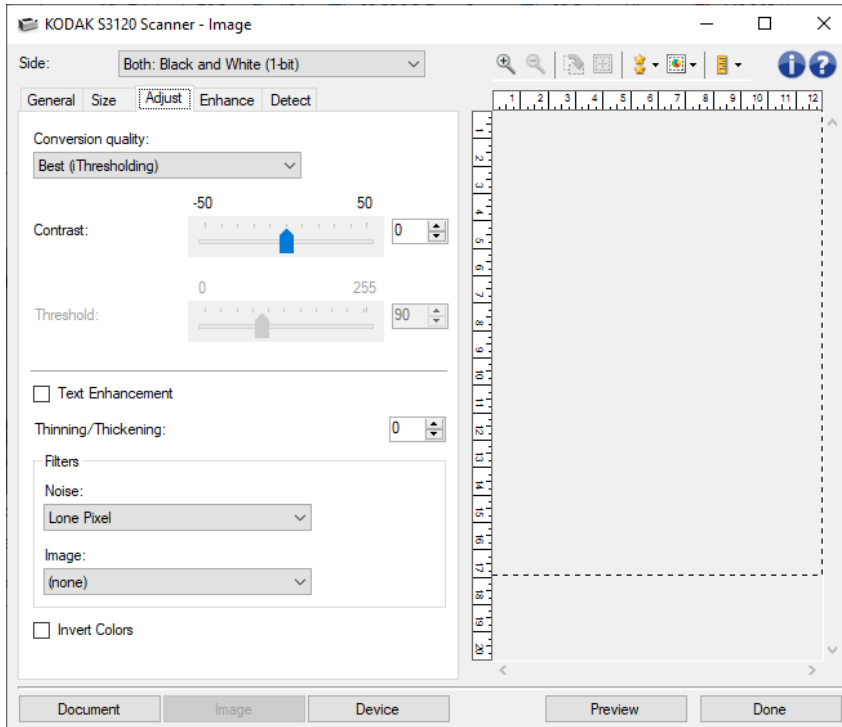 KODAK S3120 Scanner - Image
Side: Both: Black and White (1-bit)
General Size Adjust Enhance Detect
Conversion quality:
Best (iThresholding)
-50 50
Contrast: 0
0 255
Threshold: 90
Text Enhancement
Thinning/Thickening: 0
Filters
Noise:
Lone Pixel
Image:
(none)
Invert Colors
1 2 3 4 5 6 7 8 9 10 11 12
1
2
3
4
5
6
7
8
9
10
11
12
13
14
15
16
17
18
19
20
Document Image Device Preview Done